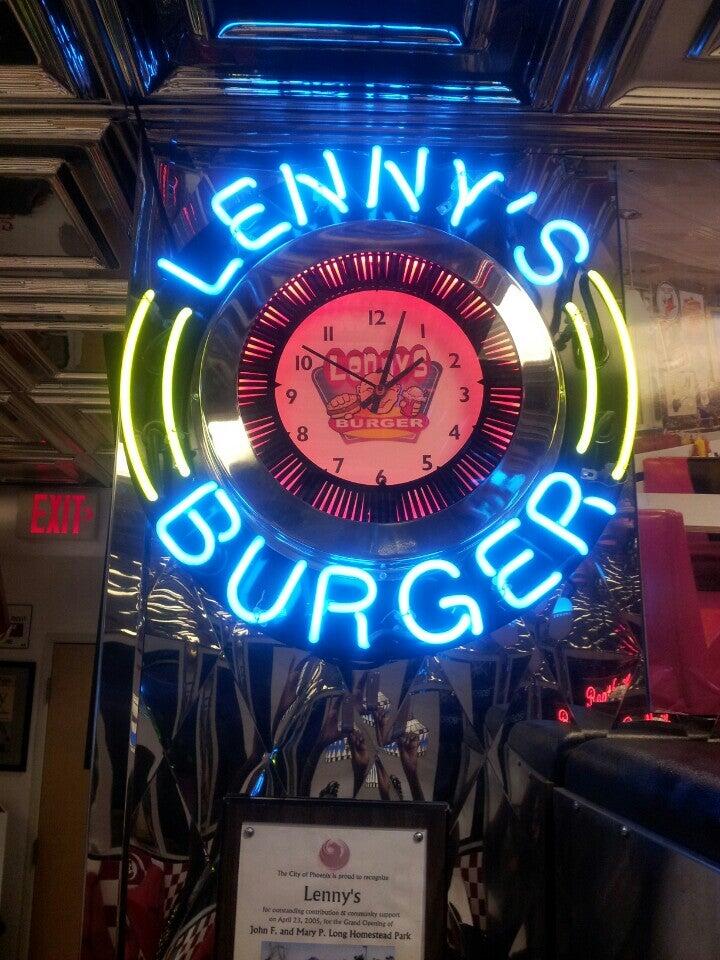 LENNY'S
12
1
2
3
4
5
6
7
8
9
10
11
Lenny's
BURGER
BURGER
EXIT
The City of Phoenix is proud to recognize
Lenny's
for outstanding contribution & community support
on April 23, 2005, for the Grand Opening of
John F. and Mary P. Long Homestead Park